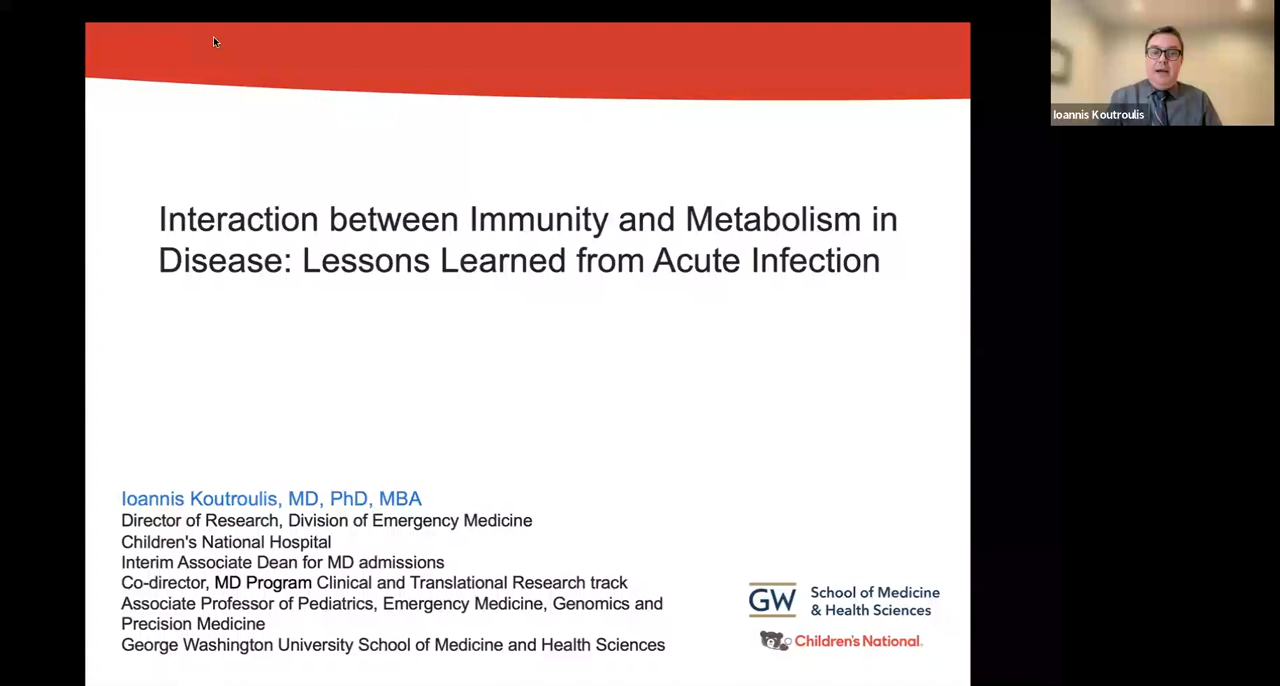 Interaction between Immunity and Metabolism in
Disease: Lessons Learned from Acute Infection
Ioannis Koutroulis, MD, PhD, MBA
Director of Research, Division of Emergency Medicine
Children's National Hospital
Interim Associate Dean for MD admissions
Co-director, MD Program Clinical and Translational Research track
Associate Professor of Pediatrics, Emergency Medicine, Genomics and
Precision Medicine
George Washington University School of Medicine and Health Sciences
GW School of Medicine
& Health Sciences
Children's National.
Ioannis Koutroulis